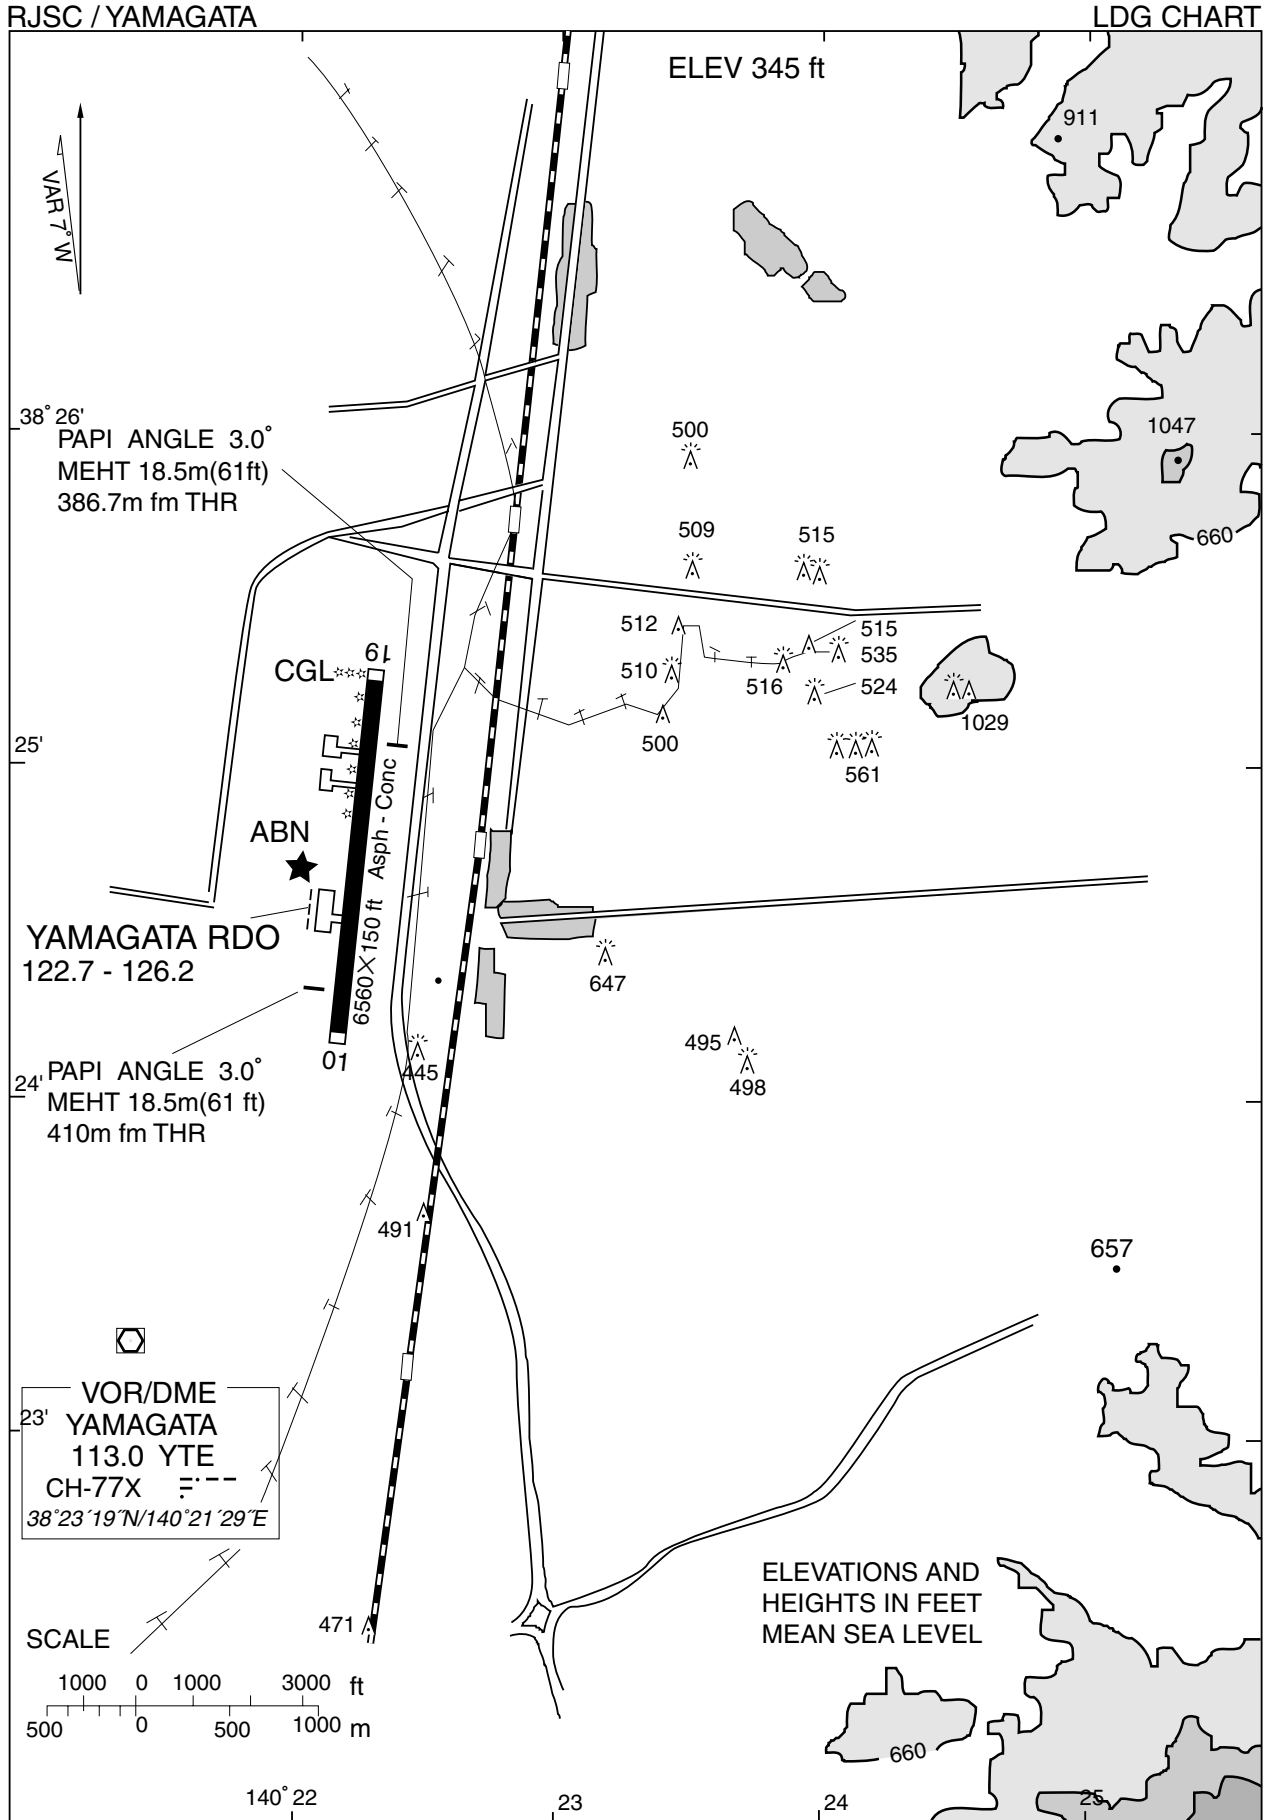 RJSC / YAMAGATA
LDG CHART
ELEV 345 ft
911
VAR 7° W
38° 26'
PAPI ANGLE 3.0°
MEHT 18.5m(61ft)
386.7m fm THR
500
1047
509
515
660
512
515
19
535
CGL
510
516
524
1029
500
25'
561
Asph - Conc
ABN
6560×150 ft
YAMAGATA RDO
122.7 - 126.2
647
495
01
445
498
24'
PAPI ANGLE 3.0°
MEHT 18.5m(61 ft)
410m fm THR
491
657
VOR/DME
23'
YAMAGATA
113.0 YTE
CH-77X
38°23´19˝N/140°21´29˝E
ELEVATIONS AND
HEIGHTS IN FEET
MEAN SEA LEVEL
471
SCALE
1000 0 1000 3000 ft
500 0 500 1000 m
660
140° 22
23
24
25